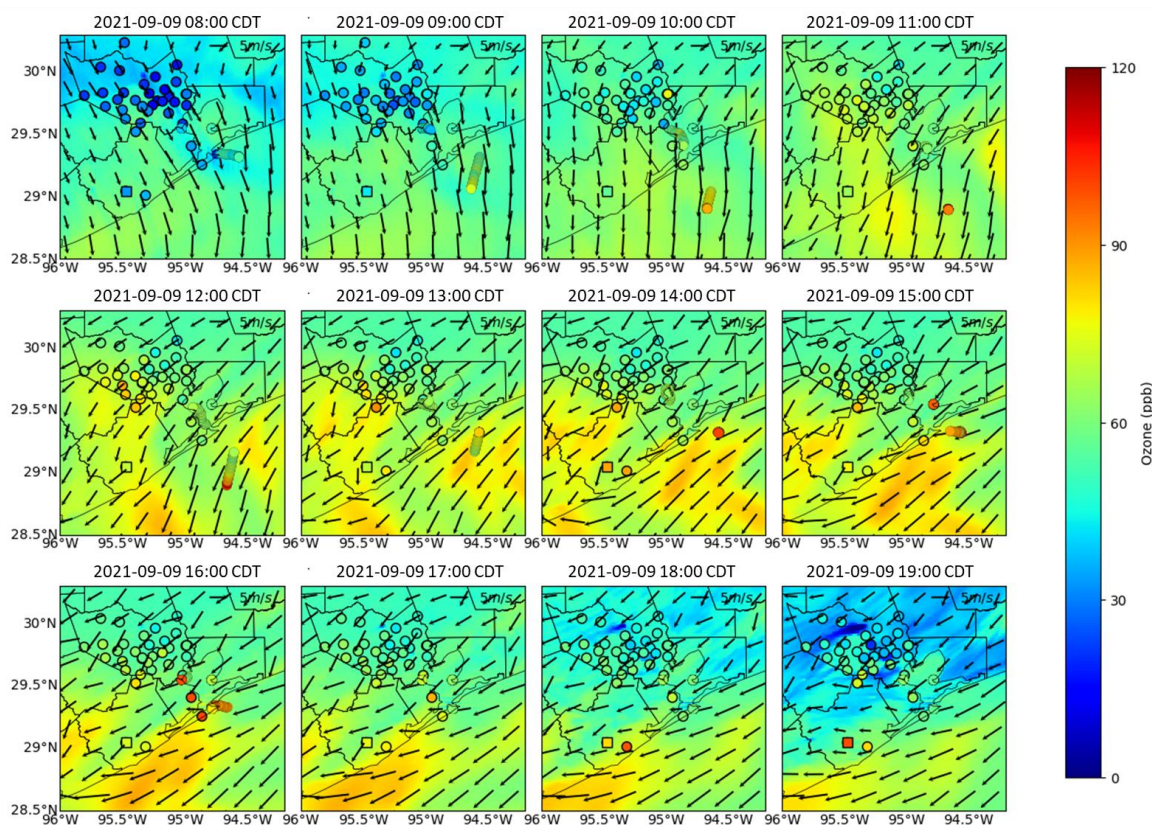 2021-09-09 08:00 CDT 2021-09-09 09:00 CDT 2021-09-09 10:00 CDT 2021-09-09 11:00 CDT
5m/s 5m/s 5m/s 5m/s
30°N
29.5°N
29°N
28.5°N
96°W 95.5°W 95°W 94.5°W 96°W 95.5°W 95°W 94.5°W 96°W 95.5°W 95°W 94.5°W 96°W 95.5°W 95°W 94.5°W
2021-09-09 12:00 CDT 2021-09-09 13:00 CDT 2021-09-09 14:00 CDT 2021-09-09 15:00 CDT
5m/s 5m/s 5m/s 5m/s
30°N
29.5°N
29°N
28.5°N
96°W 95.5°W 95°W 94.5°W 96°W 95.5°W 95°W 94.5°W 96°W 95.5°W 95°W 94.5°W 96°W 95.5°W 95°W 94.5°W
2021-09-09 16:00 CDT 2021-09-09 17:00 CDT 2021-09-09 18:00 CDT 2021-09-09 19:00 CDT
5m/s 5m/s 5m/s 5m/s
30°N
29.5°N
29°N
28.5°N
96°W 95.5°W 95°W 94.5°W 96°W 95.5°W 95°W 94.5°W 96°W 95.5°W 95°W 94.5°W 96°W 95.5°W 95°W 94.5°W
120
90
60
30
0
Ozone (ppb)